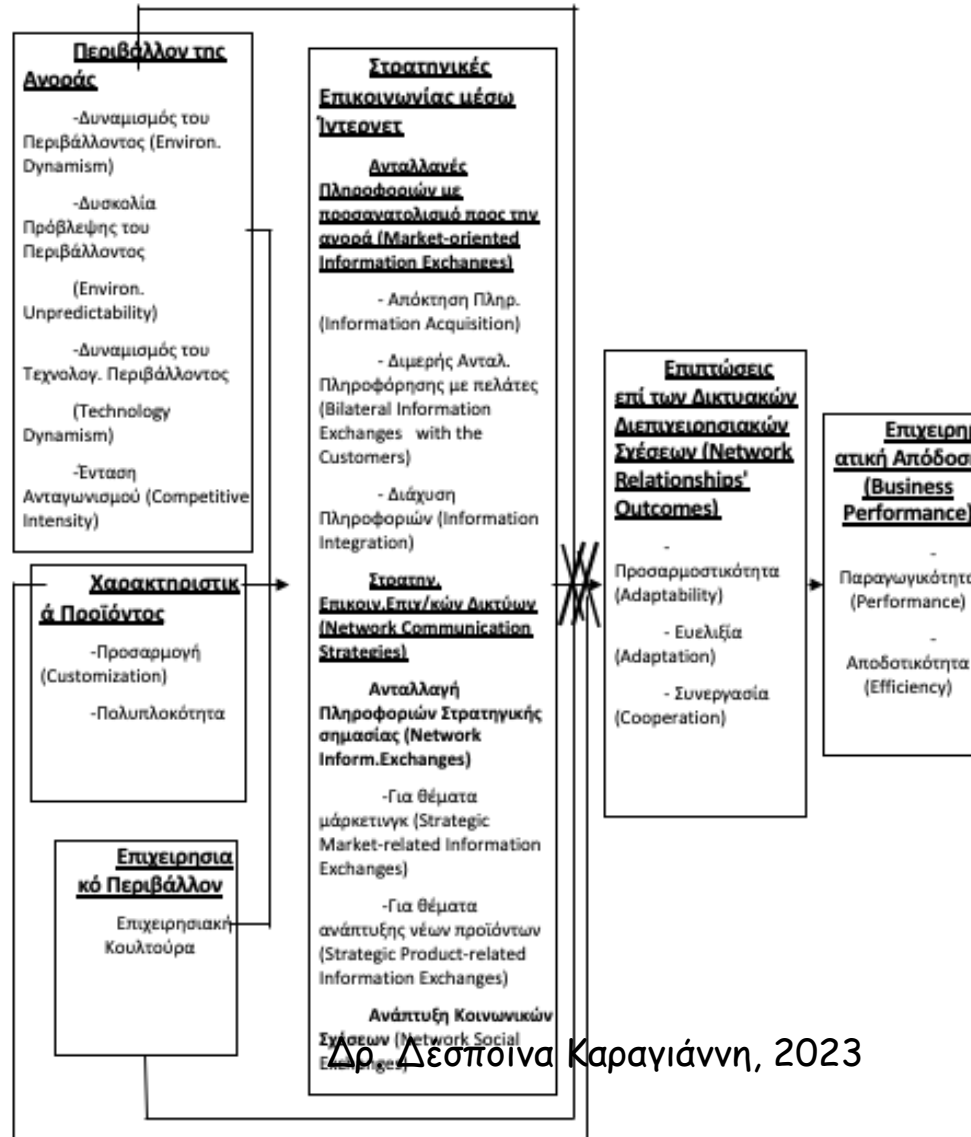 Περιβάλλον της
Αγοράς
-Δυναμισμός του
Περιβάλλοντος (Environ.
Dynamism)
-Δυσκολία
Πρόβλεψης του
Περιβάλλοντος
(Environ.
Unpredictability)
-Δυναμισμός του
Τεχνολογ. Περιβάλλοντος
(Technology
Dynamism)
-Ένταση
Ανταγωνισμού (Competitive
Intensity)
Χαρακτηριστικ
ά Προϊόντος
-Προσαρμογή
(Customization)
-Πολυπλοκότητα
Επιχειρησια
κό Περιβάλλον
Επιχειρησιακή
Κουλτούρα
Στρατηγικές
Επικοινωνίας μέσω
Ίντερνετ
Ανταλλαγές
Πληροφοριών με
προσανατολισμό προς την
αγορά (Market-oriented
Information Exchanges)
- Απόκτηση Πληρ.
(Information Acquisition)
- Διμερής Ανταλ.
Πληροφόρησης με πελάτες
(Bilateral Information
Exchanges with the
Customers)
- Διάχυση
Πληροφοριών (Information
Integration)
Στρατηγ.
Επικοιν.Επιχ/κών Δικτύων
(Network Communication
Strategies)
Ανταλλαγή
Πληροφοριών Στρατηγικής
σημασίας (Network
Inform.Exchanges)
-Για θέματα
μάρκετινγκ (Strategic
Market-related Information
Exchanges)
-Για θέματα
ανάπτυξης νέων προϊόντων
(Strategic Product-related
Information Exchanges)
Ανάπτυξη Κοινωνικών
Σχέσεων (Network Social
Exchanges)
Επιπτώσεις
επί των Δικτυακών
Διεπιχειρησιακών
Σχέσεων (Network
Relationships'
Outcomes)
-
Προσαρμοστικότητα
(Adaptability)
- Ευελιξία
(Adaptation)
- Συνεργασία
(Cooperation)
Επιχειρημ
ατική Απόδοση
(Business
Performance)
-
Παραγωγικότητα
(Performance)
-
Αποδοτικότητα
(Efficiency)
Δρ. Δέσποινα Καραγιάννη, 2023